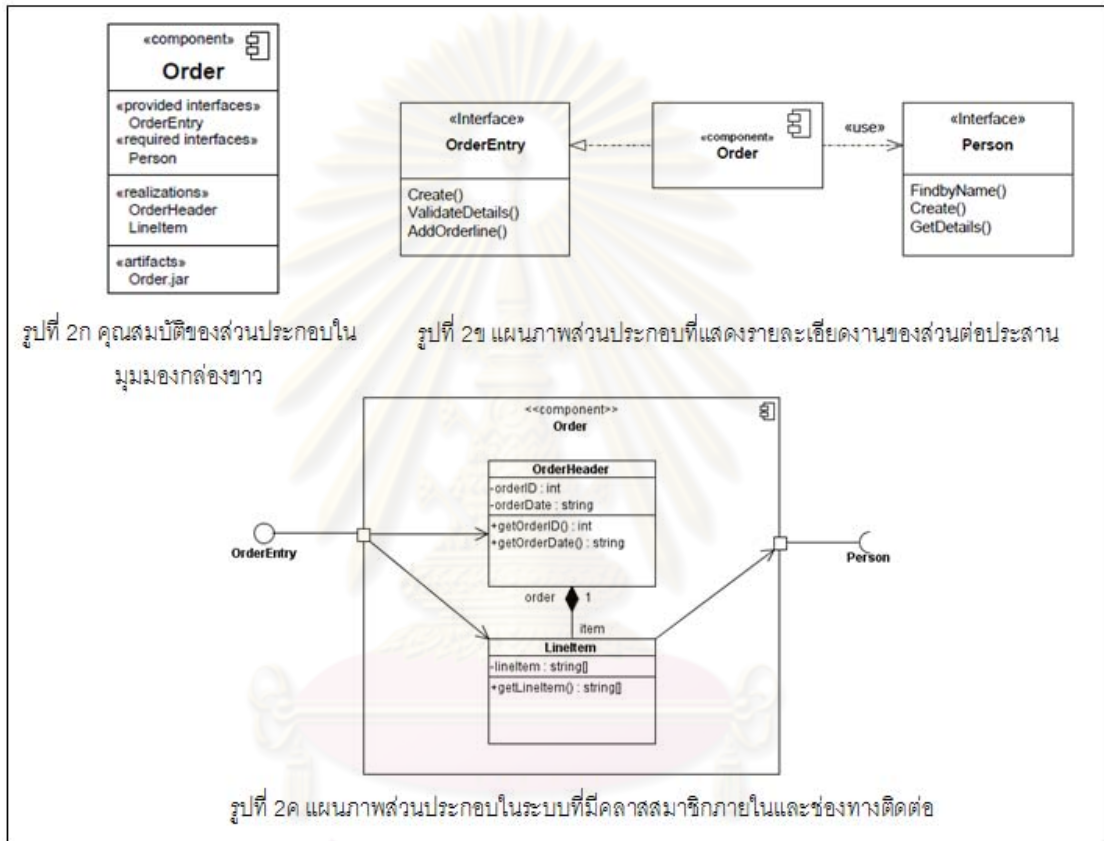 «component»
Order
«provided interfaces»
OrderEntry
«required interfaces»
Person
«realizations»
OrderHeader
LineItem
«artifacts»
Order.jar
รูปที่ 2ก คุณสมบัติของส่วนประกอบใน
มุมมองกล่องขาว
«Interface»
OrderEntry
Create()
ValidateDetails()
AddOrderline()
«component»
Order
«use»
«Interface»
Person
FindbyName()
Create()
GetDetails()
รูปที่ 2ข แผนภาพส่วนประกอบที่แสดงรายละเอียดงานของส่วนต่อประสาน
<<component>>
Order
OrderHeader
-orderID : int
-orderDate : string
+getOrderID() : int
+getOrderDate() : string
OrderEntry
Person
order 1
item
LineItem
-lineItem : string[]
+getLineItem() : string[]
รูปที่ 2ค แผนภาพส่วนประกอบในระบบที่มีคลาสสมาชิกภายในและช่องทางติดต่อ